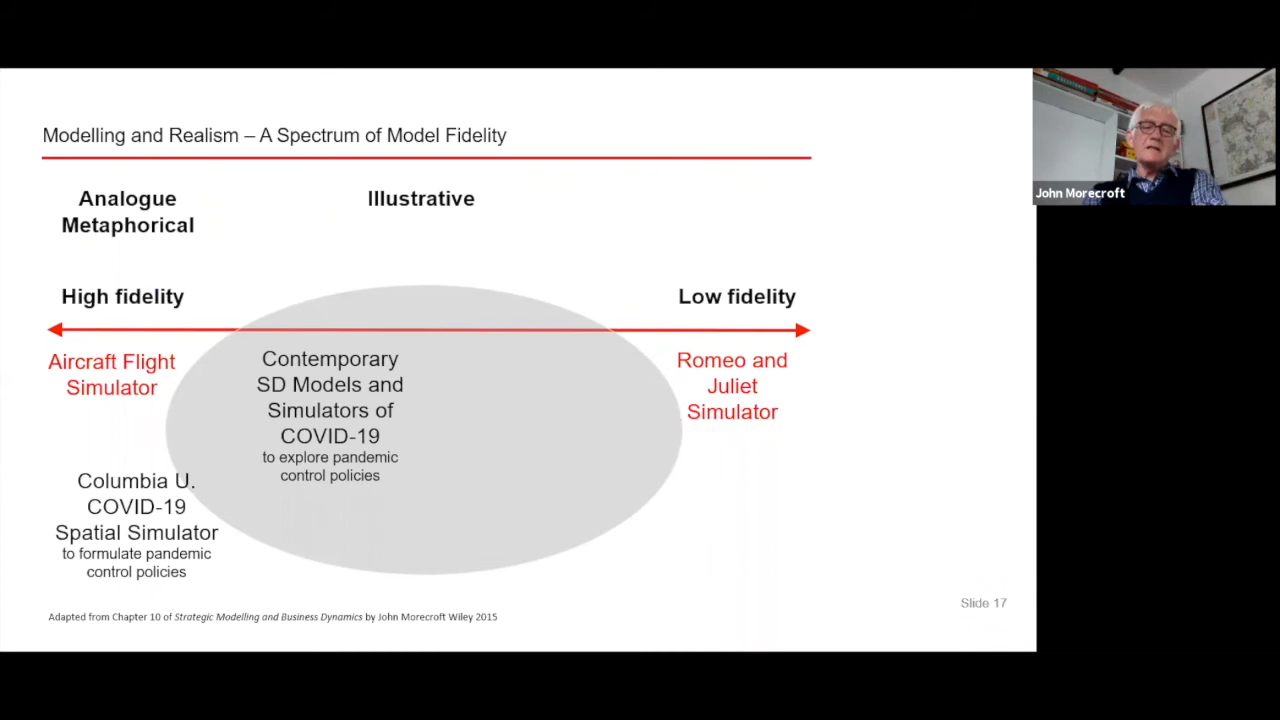 Modelling and Realism – A Spectrum of Model Fidelity
Analogue
Metaphorical
Illustrative
High fidelity
Low fidelity
Aircraft Flight
Simulator
Contemporary
SD Models and
Simulators of
COVID-19
to explore pandemic
control policies
Romeo and
Juliet
Simulator
Columbia U.
COVID-19
Spatial Simulator
to formulate pandemic
control policies
Adapted from Chapter 10 of Strategic Modelling and Business Dynamics by John Morecroft Wiley 2015
Slide 17
John Morecroft